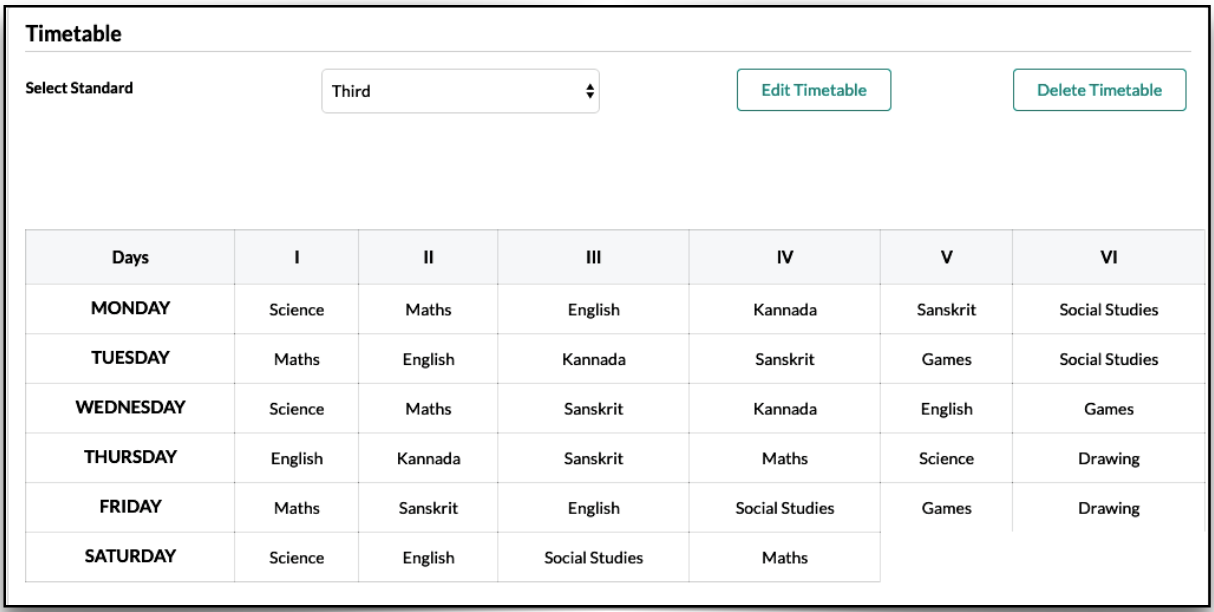 Timetable
Select Standard Third Edit Timetable Delete Timetable
Days I II III IV V VI
MONDAY Science Maths English Kannada Sanskrit Social Studies
TUESDAY Maths English Kannada Sanskrit Games Social Studies
WEDNESDAY Science Maths Sanskrit Kannada English Games
THURSDAY English Kannada Sanskrit Maths Science Drawing
FRIDAY Maths Sanskrit English Social Studies Games Drawing
SATURDAY Science English Social Studies Maths